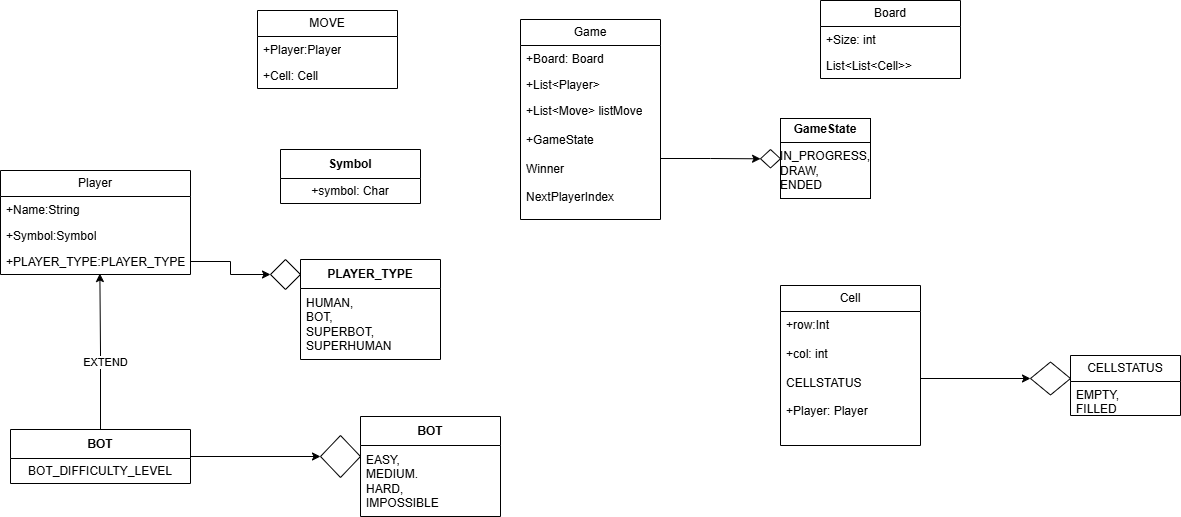 MOVE
+Player:Player
+Cell: Cell
Game
+Board: Board
+List<Player>
+List<Move> listMove
+GameState
Winner
NextPlayerIndex
Board
+Size: int
List<List<Cell>>
GameState
IN_PROGRESS,
DRAW,
ENDED
Symbol
+symbol: Char
Player
+Name:String
+Symbol:Symbol
+PLAYER_TYPE:PLAYER_TYPE
PLAYER_TYPE
HUMAN,
BOT,
SUPERBOT,
SUPERHUMAN
EXTEND
BOT
BOT_DIFFICULTY_LEVEL
BOT
EASY,
MEDIUM.
HARD,
IMPOSSIBLE
Cell
+row:Int
+col: int
CELLSTATUS
+Player: Player
CELLSTATUS
EMPTY,
FILLED